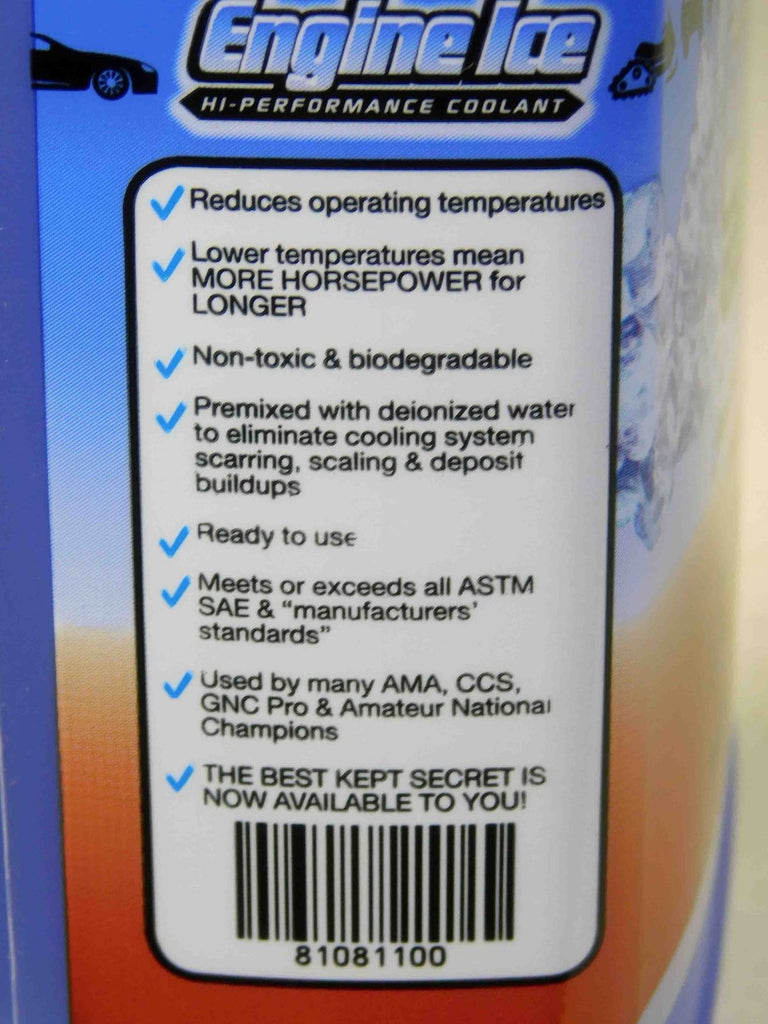 Engine Ice
HI-PERFORMANCE COOLANT
Reduces operating temperatures
Lower temperatures mean
MORE HORSEPOWER for
LONGER
Non-toxic & biodegradable
Premixed with deionized water
to eliminate cooling system
scarring, scaling & deposit
buildups
Ready to use
Meets or exceeds all ASTM
SAE & "manufacturers'
standards"
Used by many AMA, CCS,
GNC Pro & Amateur National
Champions
THE BEST KEPT SECRET IS
NOW AVAILABLE TO YOU!
81081100